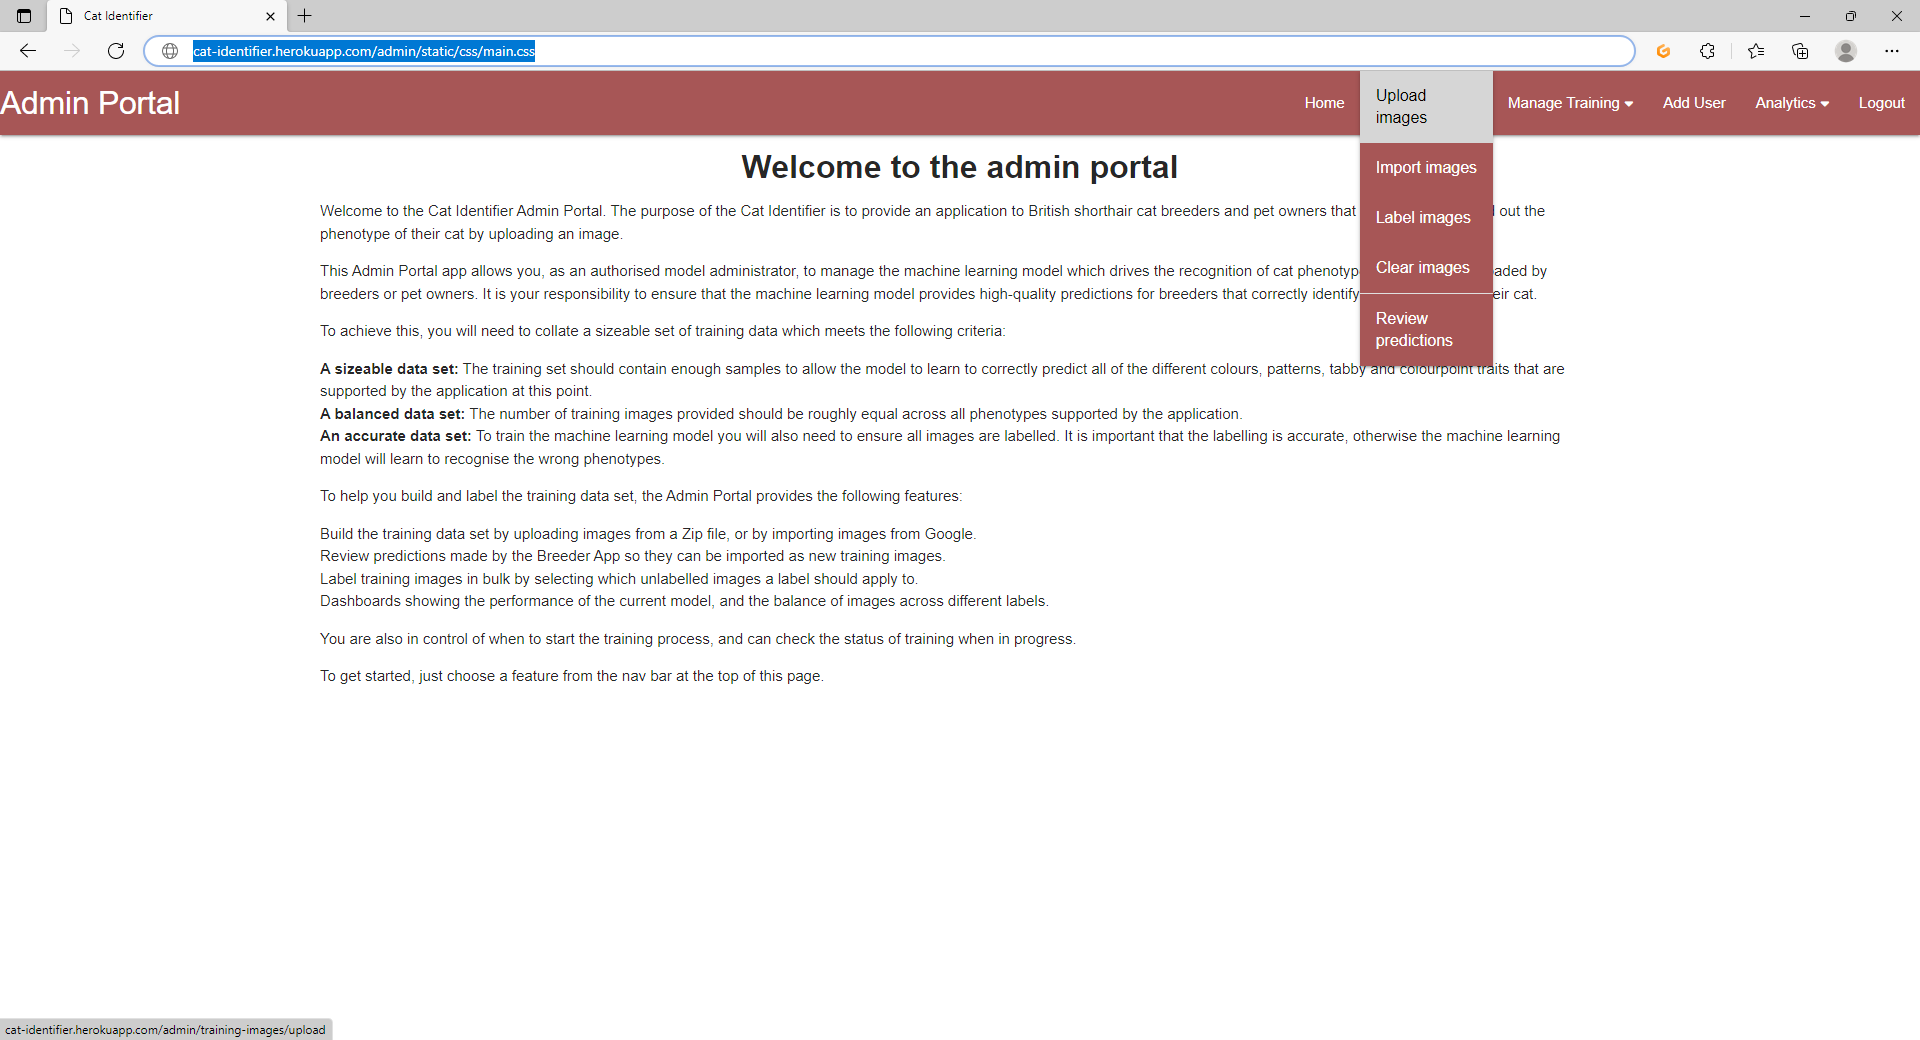 Cat Identifier
cat-identifier.herokuapp.com/admin/static/css/main.css
Admin Portal
Home
Upload
images
Manage Training
Add User
Analytics
Logout
Import images
Label images
Clear images
Review
predictions
Welcome to the admin portal
Welcome to the Cat Identifier Admin Portal. The purpose of the Cat Identifier is to provide an application to British shorthair cat breeders and pet owners that out the
phenotype of their cat by uploading an image.
This Admin Portal app allows you, as an authorised model administrator, to manage the machine learning model which drives the recognition of cat phenotyp aded by
breeders or pet owners. It is your responsibility to ensure that the machine learning model provides high-quality predictions for breeders that correctly identify eir cat.
To achieve this, you will need to collate a sizeable set of training data which meets the following criteria:
A sizeable data set: The training set should contain enough samples to allow the model to learn to correctly predict all of the different colours, patterns, tabby and colourpoint traits that are
supported by the application at this point.
A balanced data set: The number of training images provided should be roughly equal across all phenotypes supported by the application.
An accurate data set: To train the machine learning model you will also need to ensure all images are labelled. It is important that the labelling is accurate, otherwise the machine learning
model will learn to recognise the wrong phenotypes.
To help you build and label the training data set, the Admin Portal provides the following features:
Build the training data set by uploading images from a Zip file, or by importing images from Google.
Review predictions made by the Breeder App so they can be imported as new training images.
Label training images in bulk by selecting which unlabelled images a label should apply to.
Dashboards showing the performance of the current model, and the balance of images across different labels.
You are also in control of when to start the training process, and can check the status of training when in progress.
To get started, just choose a feature from the nav bar at the top of this page.
cat-identifier.herokuapp.com/admin/training-images/upload